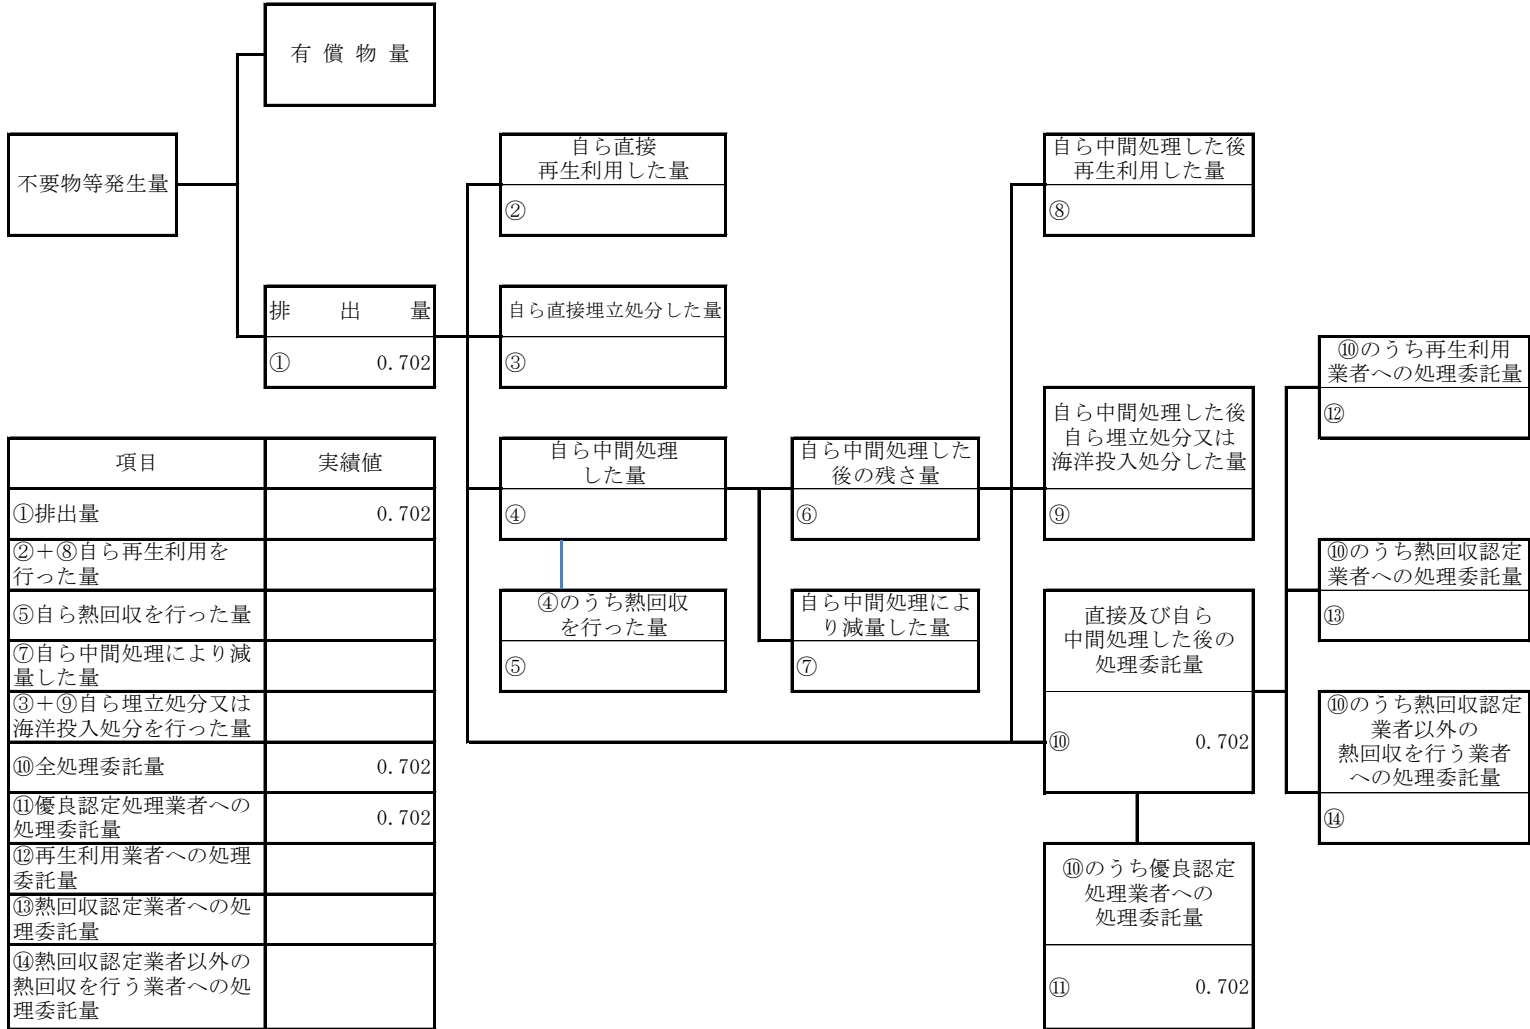 有償物量
不要物等発生量
自ら直接
再生利用した量
②
自ら中間処理した後
再生利用した量
⑧
排出量
① 0.702
自ら直接埋立処分した量
③
⑩のうち再生利用
業者への処理委託量
⑫
自ら中間処理
した量
④
自ら中間処理した
後の残さ量
⑥
自ら中間処理した後
自ら埋立処分又は
海洋投入処分した量
⑨
⑩のうち熱回収認定
業者への処理委託量
⑬
④のうち熱回収
を行った量
⑤
自ら中間処理によ
り減量した量
⑦
直接及び自ら
中間処理した後の
処理委託量
⑩ 0.702
⑩のうち熱回収認定
業者以外の
熱回収を行う業者
への処理委託量
⑭
⑩のうち優良認定
処理業者への
処理委託量
⑪ 0.702
項目 実績値
①排出量 0.702
②+⑧自ら再生利用を
行った量
⑤自ら熱回収を行った量
⑦自ら中間処理により減
量した量
③+⑨自ら埋立処分又は
海洋投入処分を行った量
⑩全処理委託量 0.702
⑪優良認定処理業者への
処理委託量 0.702
⑫再生利用業者への処理
委託量
⑬熱回収認定業者への処
理委託量
⑭熱回収認定業者以外の
熱回収を行う業者への処
理委託量